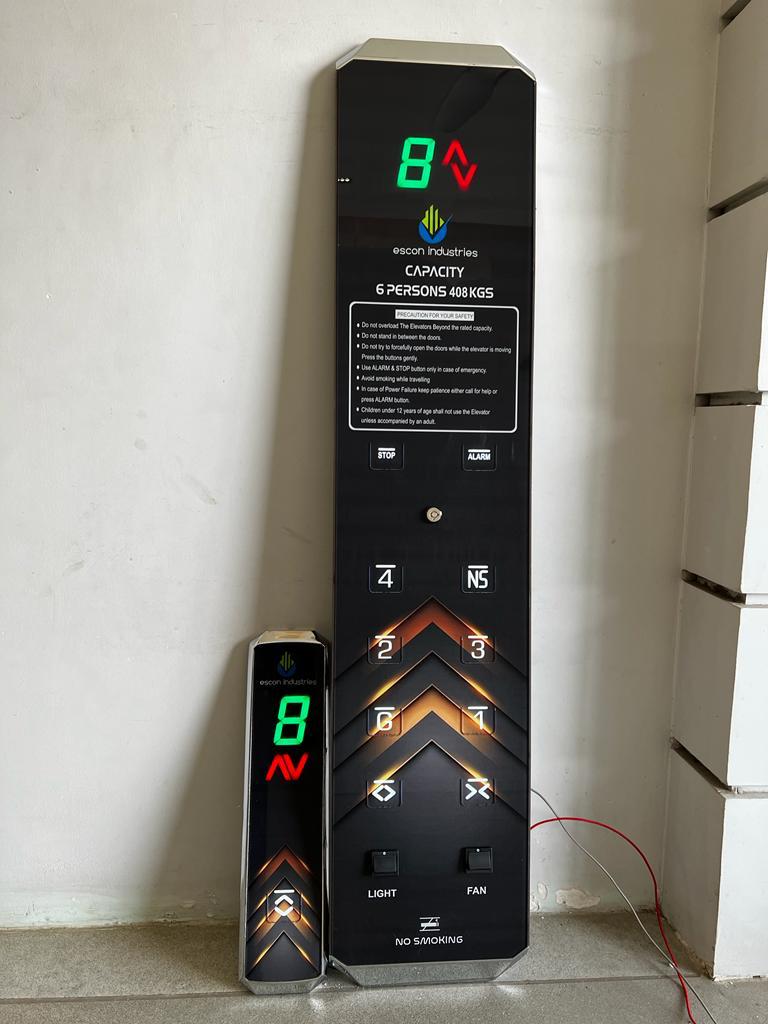 8
escon industries
CAPACITY
6 PERSONS 408 KGS
PRECAUTION FOR YOUR SAFETY
Do not overload The Elevators Beyond the rated capacity.
Do not stand in between the doors.
Do not try to forcefully open the doors while the elevator is moving
Press the buttons gently.
Use ALARM & STOP button only in case of emergency.
Avoid smoking while travelling
In case of Power Failure keep patience either call for help or
press ALARM button.
Children under 12 years of age shall not use the Elevator
unless accompanied by an adult.
STOP ALARM
4 NS
2 3
G 1
LIGHT FAN
NO SMOKING
escon industries
8